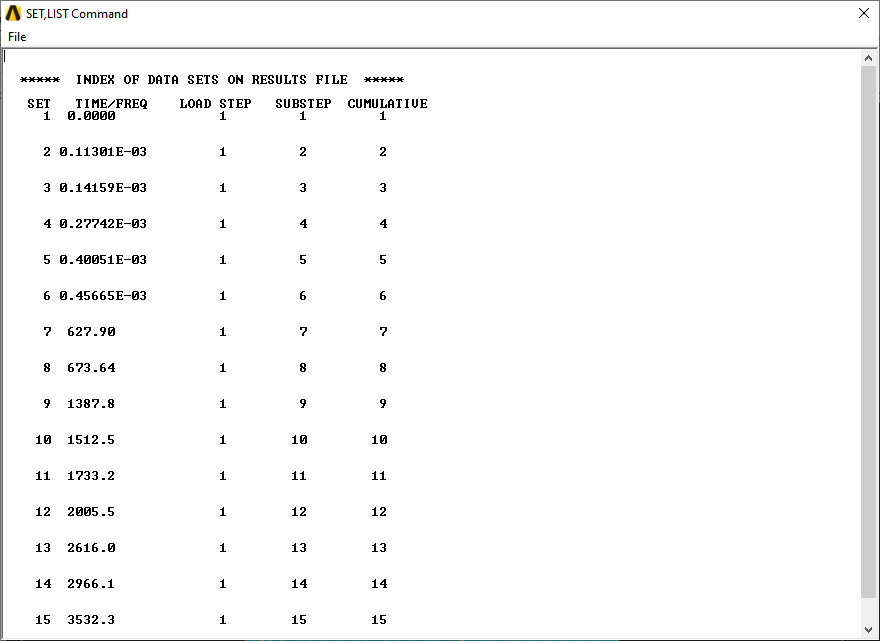 SET,LIST Command
File
***** INDEX OF DATA SETS ON RESULTS FILE *****
SET TIME/FREQ LOAD STEP SUBSTEP CUMULATIVE
1 0.0000 1 1 1
2 0.11301E-03 1 2 2
3 0.14159E-03 1 3 3
4 0.27742E-03 1 4 4
5 0.40051E-03 1 5 5
6 0.45665E-03 1 6 6
7 627.90 1 7 7
8 673.64 1 8 8
9 1387.8 1 9 9
10 1512.5 1 10 10
11 1733.2 1 11 11
12 2005.5 1 12 12
13 2616.0 1 13 13
14 2966.1 1 14 14
15 3532.3 1 15 15